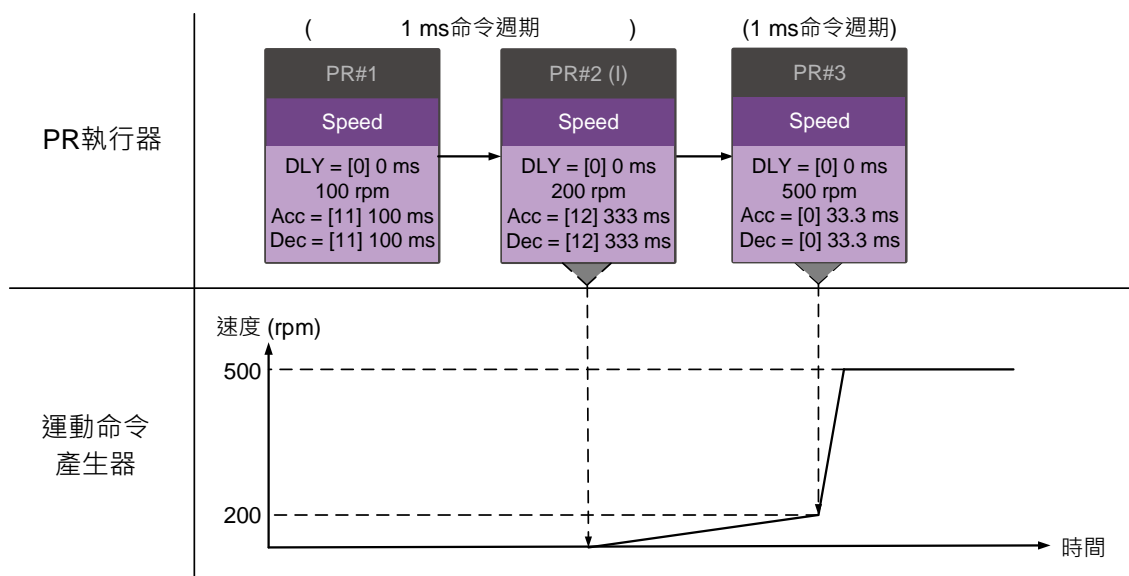 ( 1 ms命令週期 )
(1 ms命令週期)
PR執行器
PR#1
Speed
DLY = [0] 0 ms
100 rpm
Acc = [11] 100 ms
Dec = [11] 100 ms
PR#2 (I)
Speed
DLY = [0] 0 ms
200 rpm
Acc = [12] 333 ms
Dec = [12] 333 ms
PR#3
Speed
DLY = [0] 0 ms
500 rpm
Acc = [0] 33.3 ms
Dec = [0] 33.3 ms
運動命令
產生器
速度 (rpm)
500
200
時間